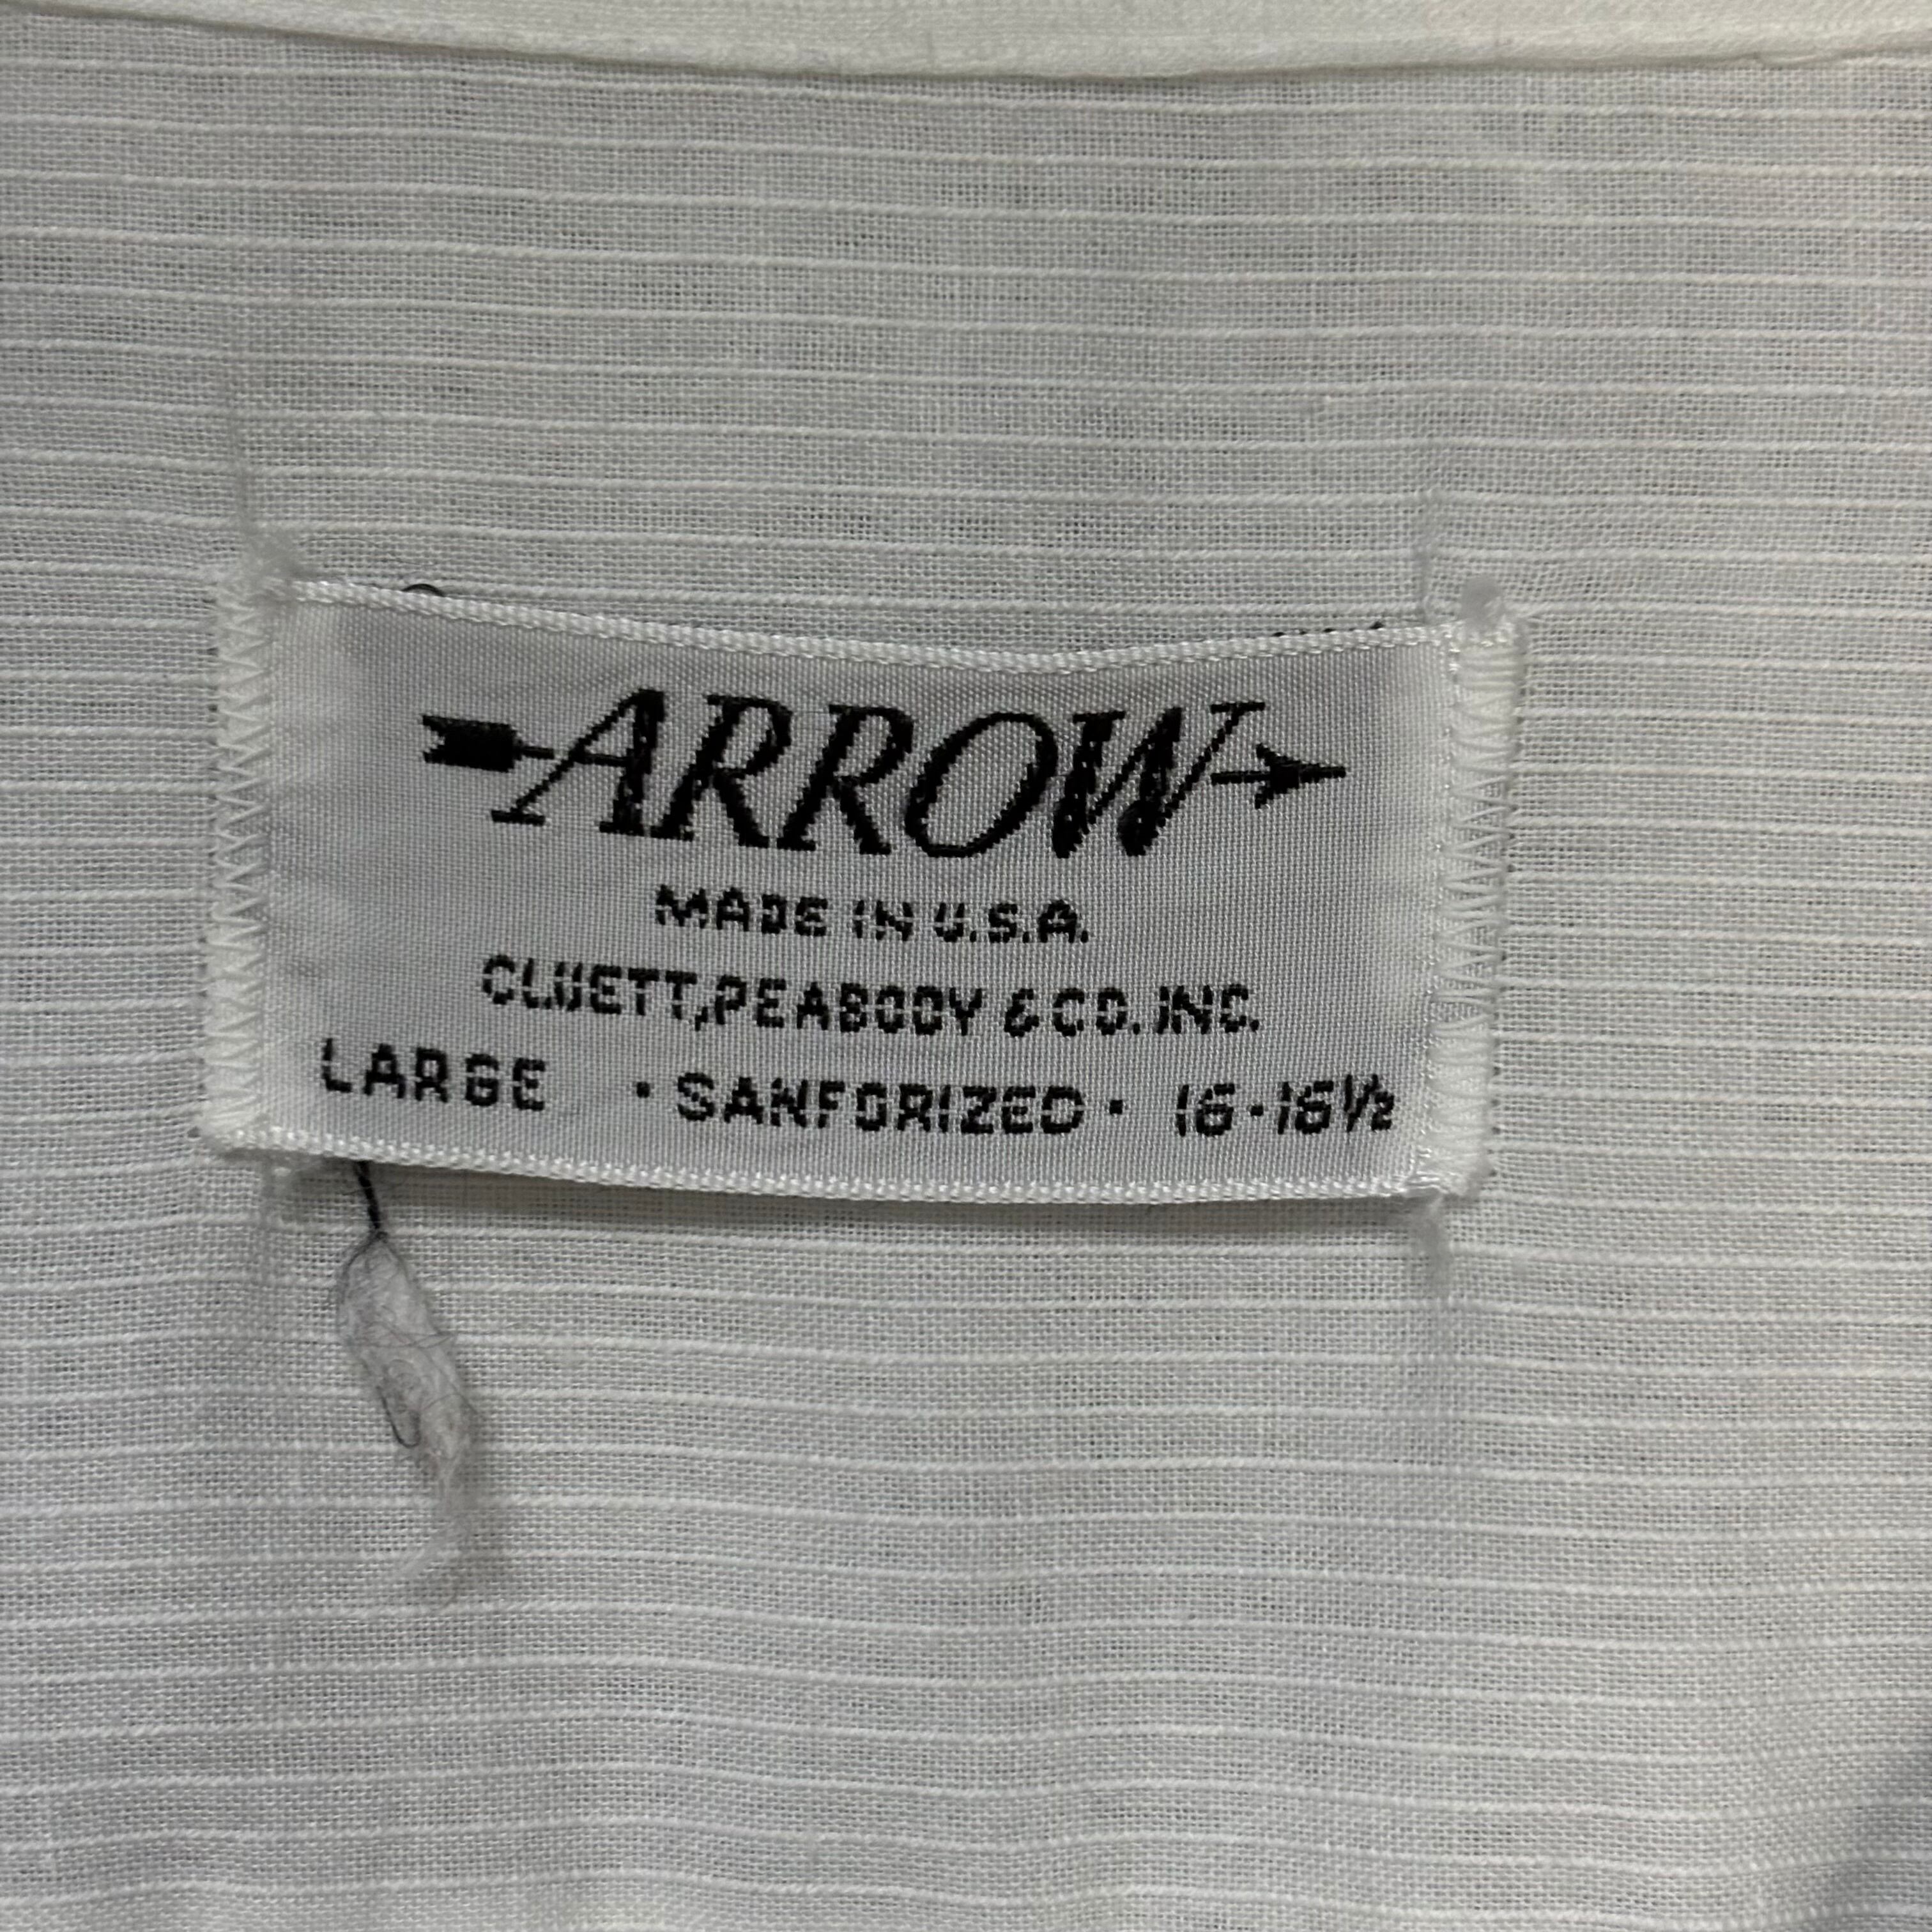 ARROW
MADE IN U.S.A.
CLUETT, PEABODY & CO. INC.
LARGE · SANFORIZED · 16-16½